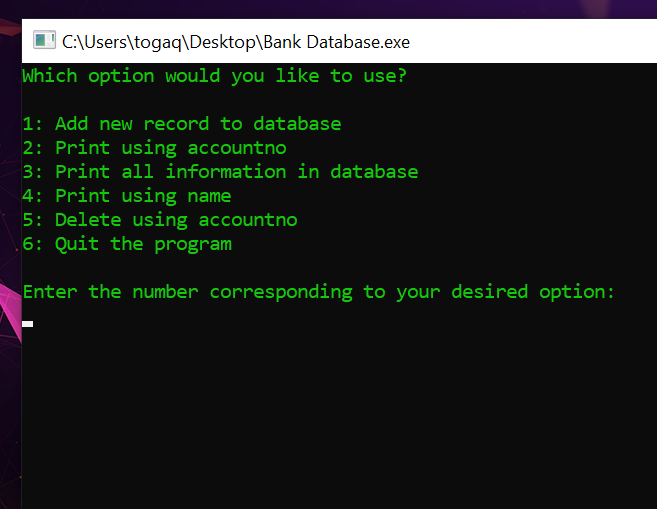 C:\Users\togaq\Desktop\Bank Database.exe
Which option would you like to use?
1: Add new record to database
2: Print using accountno
3: Print all information in database
4: Print using name
5: Delete using accountno
6: Quit the program
Enter the number corresponding to your desired option: